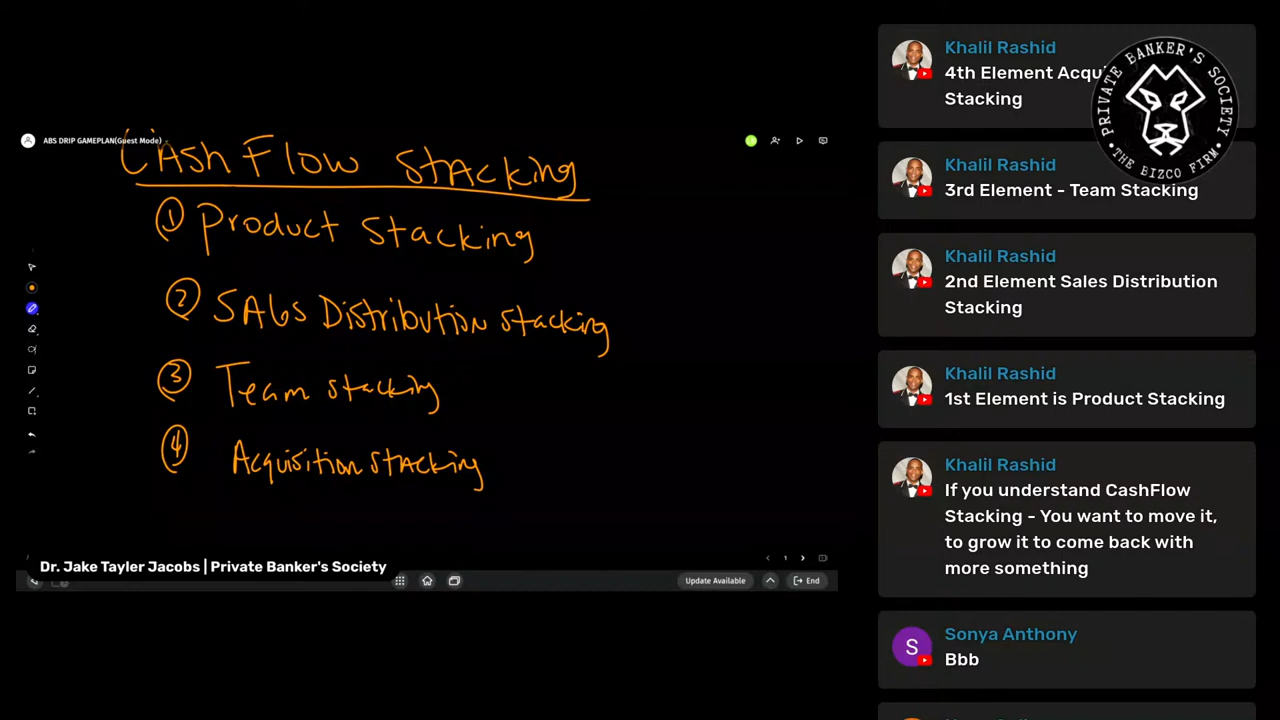 ABS DRIP GAMEPLAN(Guest Mode)
Cash Flow Stacking
1 Product Stacking
2 Sales Distribution Stacking
3 Team Stacking
4 Acquisition Stacking
1
Dr. Jake Tayler Jacobs | Private Banker's Society
Update Available
End
Khalil Rashid
4th Element Acqu
Stacking
Khalil Rashid
3rd Element - Team Stacking
Khalil Rashid
2nd Element Sales Distribution
Stacking
Khalil Rashid
1st Element is Product Stacking
Khalil Rashid
If you understand CashFlow
Stacking - You want to move it,
to grow it to come back with
more something
S
Sonya Anthony
Bbb
PRIVATE BANKER'S SOCIETY
• THE BIZCO FIRM •